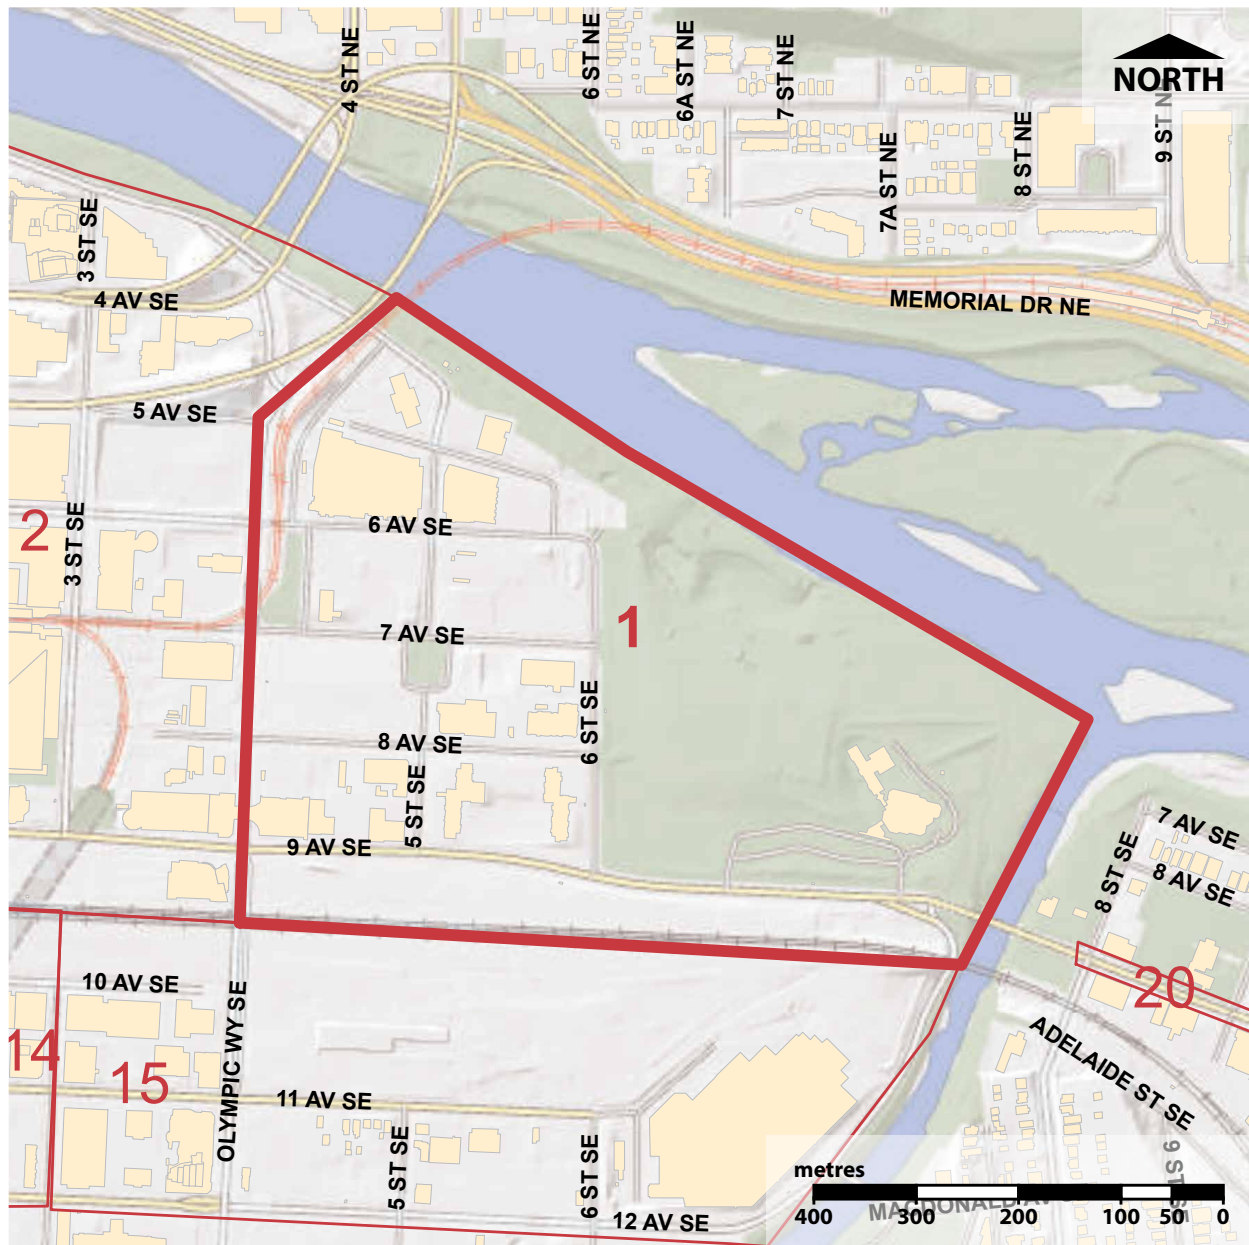 4 ST NE
6 ST NE
6A ST NE
7 ST NE
NORTH
7A ST NE
8 ST NE
3 ST SE
4 AV SE
MEMORIAL DR NE
5 AV SE
2
3 ST SE
6 AV SE
1
7 AV SE
6 ST SE
8 AV SE
5 ST SE
9 AV SE
7 AV SE
8 AV SE
8 ST SE
10 AV SE
OLYMPIC WY SE
20
14
15
ADELAIDE ST SE
11 AV SE
5 ST SE
6 ST SE
12 AV SE
metres
400 300 200 100 50 0